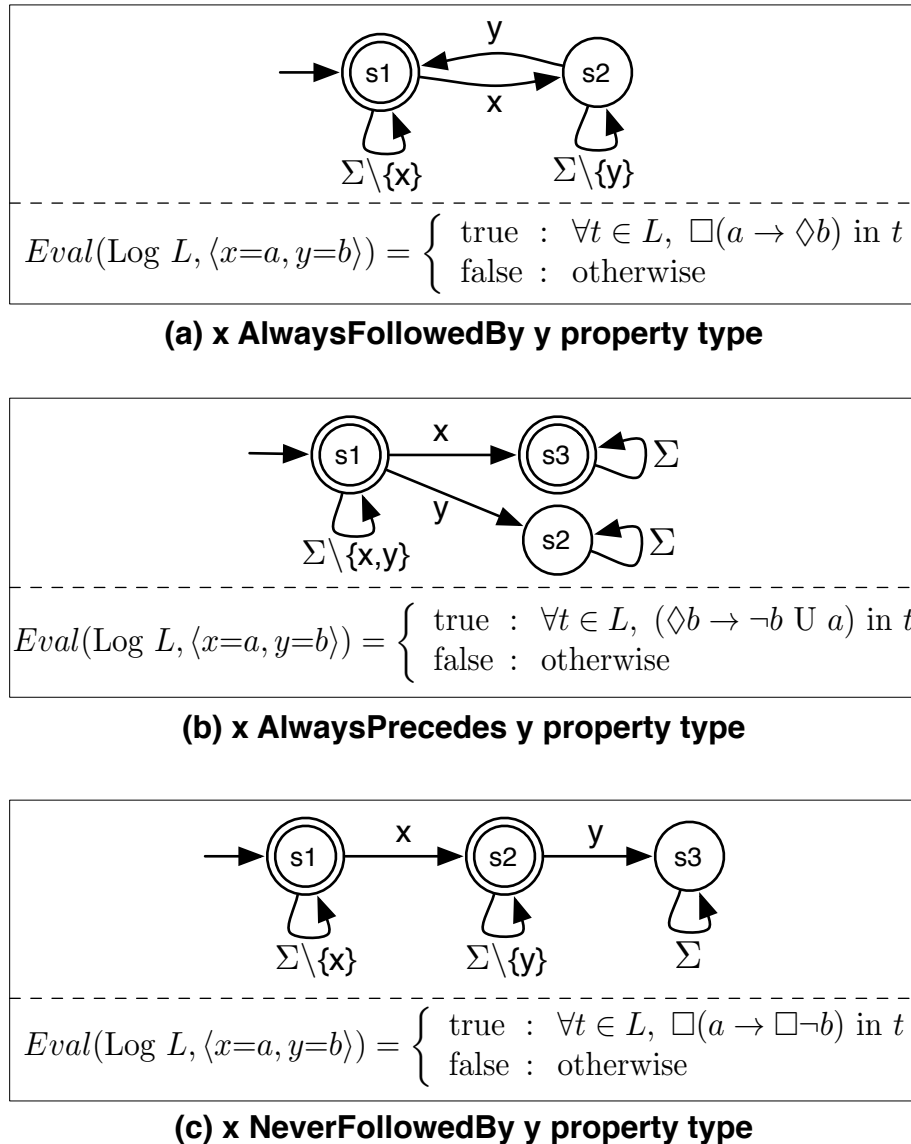 y
s1
s2
x
Σ\{x}
Σ\{y}
Eval(Log L, ⟨x=a, y=b⟩) = { true : ∀t ∈ L, □(a → ◊b) in t
false : otherwise
(a) x AlwaysFollowedBy y property type
x
s1
s3
Σ
y
s2
Σ
Σ\{x,y}
Eval(Log L, ⟨x=a, y=b⟩) = { true : ∀t ∈ L, (◊b → ¬b U a) in t
false : otherwise
(b) x AlwaysPrecedes y property type
x
y
s1
s2
s3
Σ\{x}
Σ\{y}
Σ
Eval(Log L, ⟨x=a, y=b⟩) = { true : ∀t ∈ L, □(a → □¬b) in t
false : otherwise
(c) x NeverFollowedBy y property type